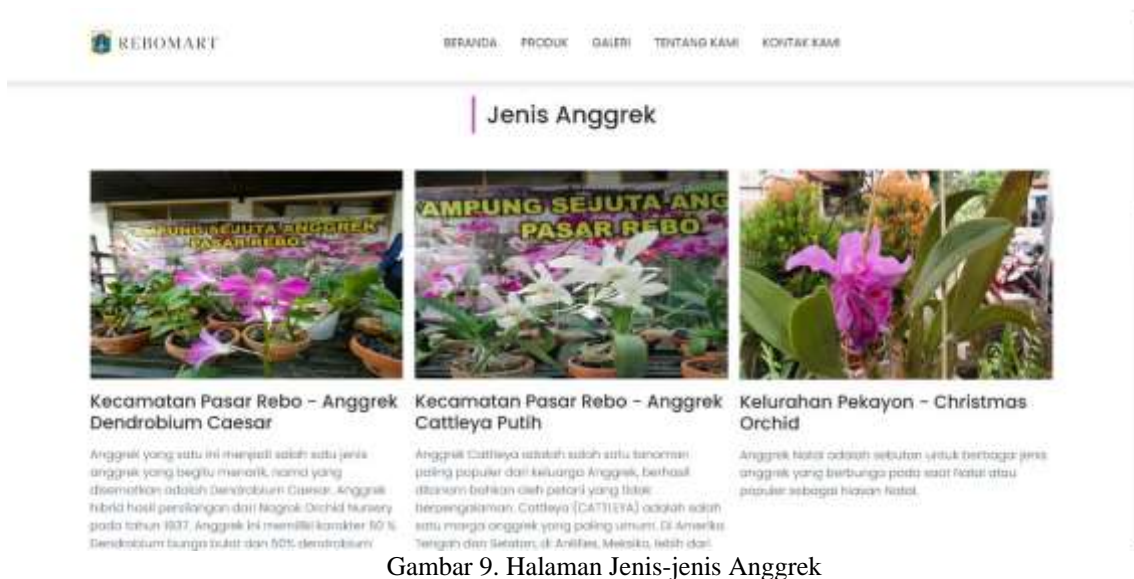 REBOMART
BERANDA PRODUK GALERI TENTANG KAMI KONTAK KAMI
Jenis Anggrek
AMPUNG SEJUTA ANGGREK
PASAR REBO
AMPUNG SEJUTA ANG
PASAR REBO
Kecamatan Pasar Rebo - Anggrek
Dendrobium Caesar
Anggrek yang satu ini menjadi salah satu jenis
anggrek yang begitu menarik, nama yang
disematkan adalah Dendrobium Caesar. Anggrek
hibrid hasil persilangan dari Nagrok Orchid Nursery
pada tahun 1937. Anggrek ini memiliki karakter 50 %
Dendrobium bunga bulat dan 50% dendrobium
Kecamatan Pasar Rebo - Anggrek
Cattleya Putih
Anggrek Cattleya adalah salah satu tanaman
paling populer dari keluarga Anggrek, berhasil
ditanam bahkan oleh petani yang tidak
berpengalaman. Cattleya (CATTLEYA) adalah salah
satu marga anggrek yang paling umum. Di Amerika
Tengah dan Selatan, di Antilles, Meksiko, lebih dari
Kelurahan Pekayon - Christmas
Orchid
Anggrek Natal adalah sebutan untuk berbagai jenis
anggrek yang berbunga pada saat Natal atau
populer sebagai hiasan Natal.
Gambar 9. Halaman Jenis-jenis Anggrek